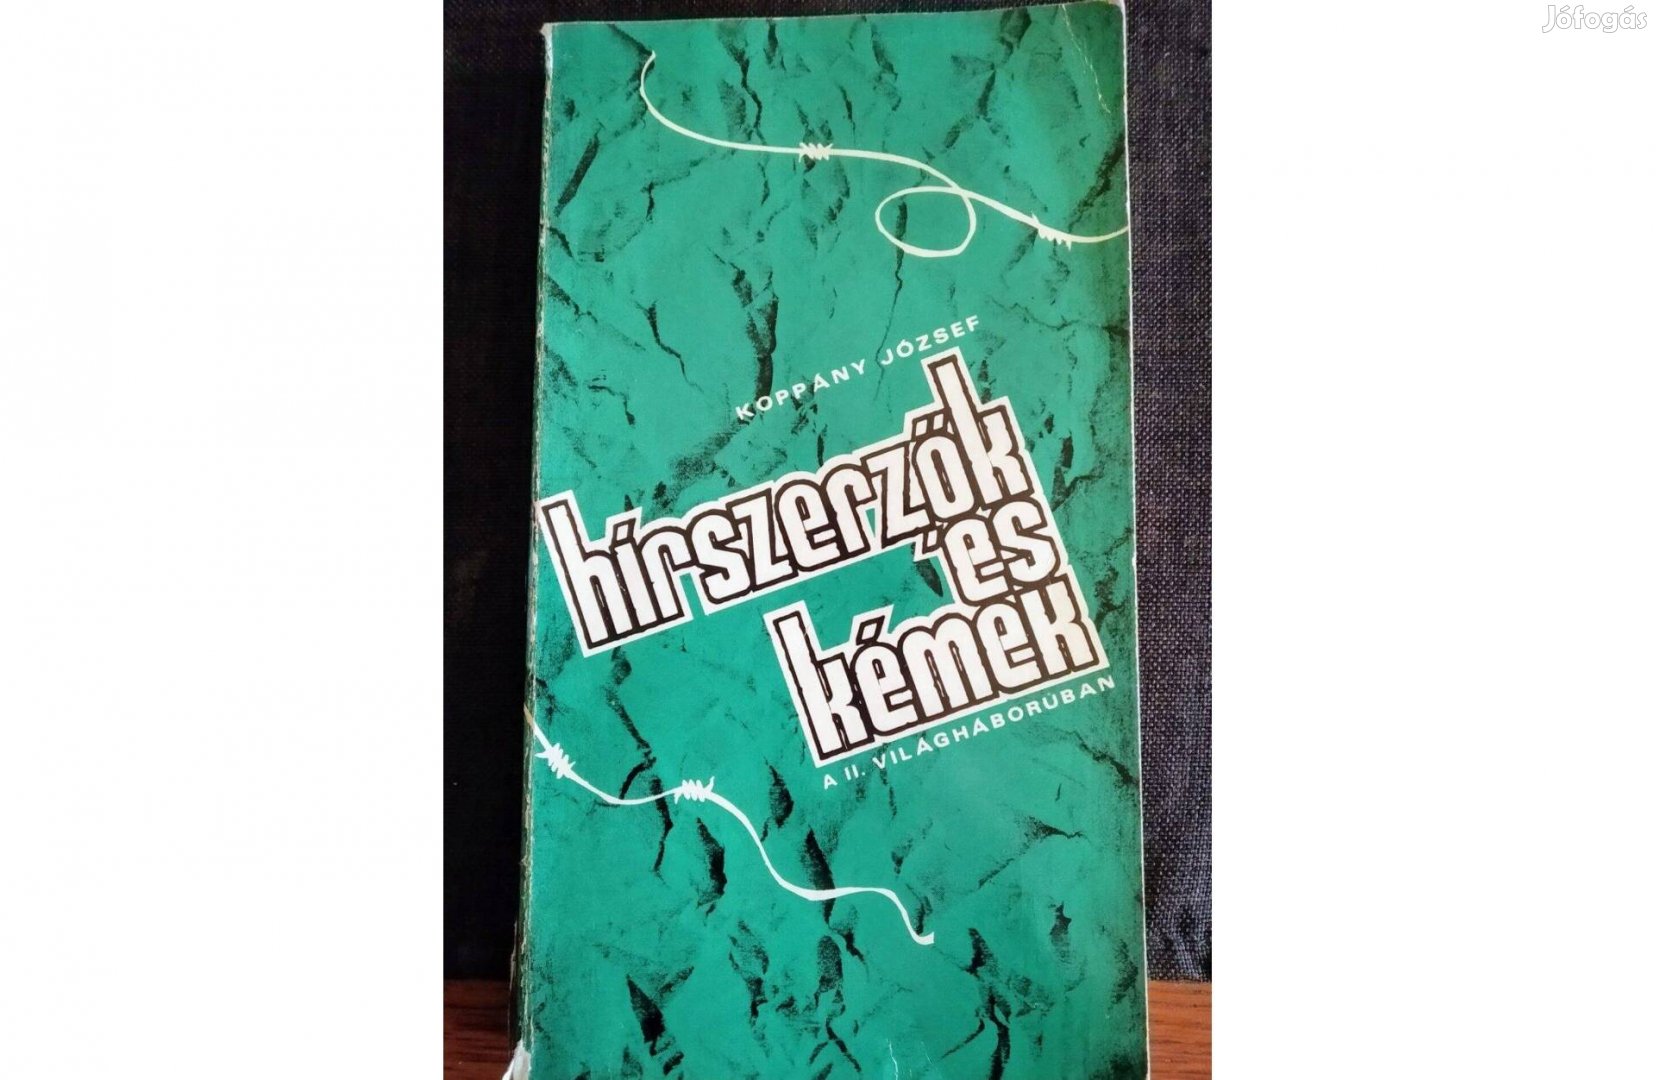 Jófogás
KOPPÁNY JÓZSEF
hírszerzők
és
kémek
A II. VILÁGHÁBORÚBAN